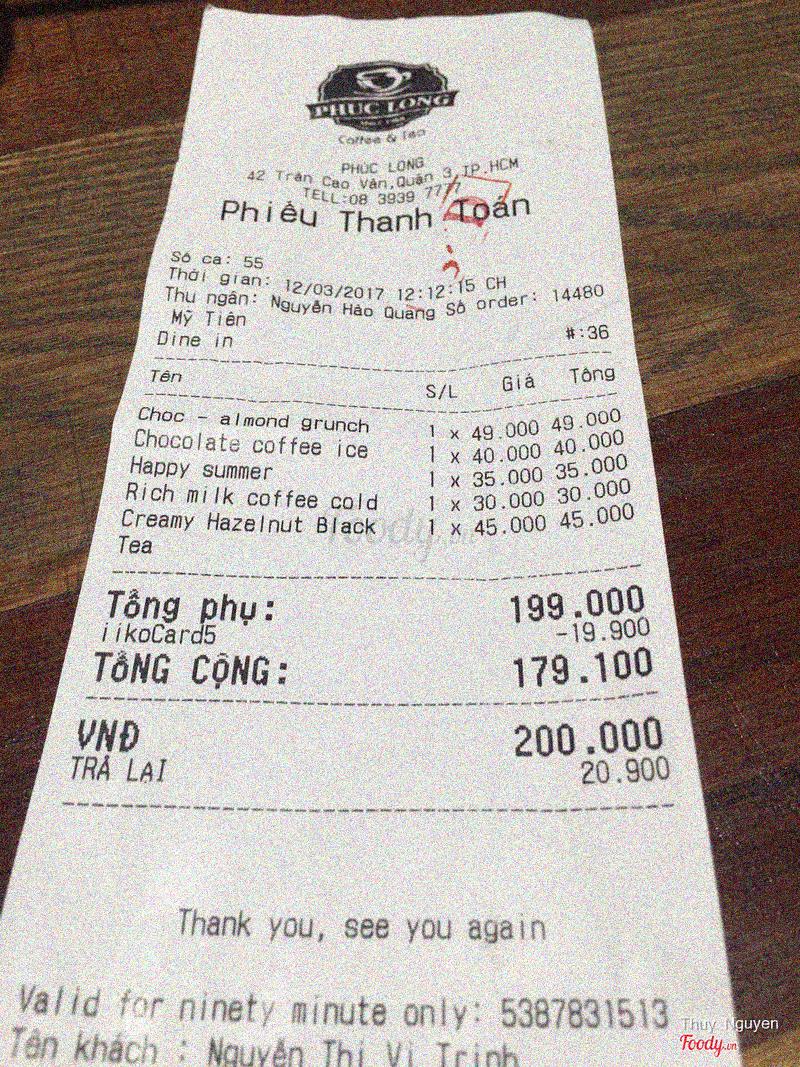 PHUC LONG
Coffee & Tea
PHÚC LONG
42 Trần Cao Vân,Quận 3,TP.HCM
TELL:08 3939 7777
Phiếu Thanh Toán
Số ca: 55
Thời gian: 12/03/2017 12:12:15 CH
Thu ngân: Nguyễn Hào Quang Số order: 14480
Mỹ Tiên
Dine in #:36
Tên S/L Giá Tổng
Choc - almond grunch 1 x 49.000 49.000
Chocolate coffee ice 1 x 40.000 40.000
Happy summer 1 x 35.000 35.000
Rich milk coffee cold 1 x 30.000 30.000
Creamy Hazelnut Black 1 x 45.000 45.000
Tea
Foody.vn
Tổng phụ: 199.000
iikoCard5 -19.900
TỔNG CỘNG: 179.100
VNĐ 200.000
TRẢ LẠI 20.900
Thank you, see you again
Valid for ninety minute only: 5387831513
Tên khách : Nguyễn Thị Vi Trinh
Thuy Nguyen
Foody.vn